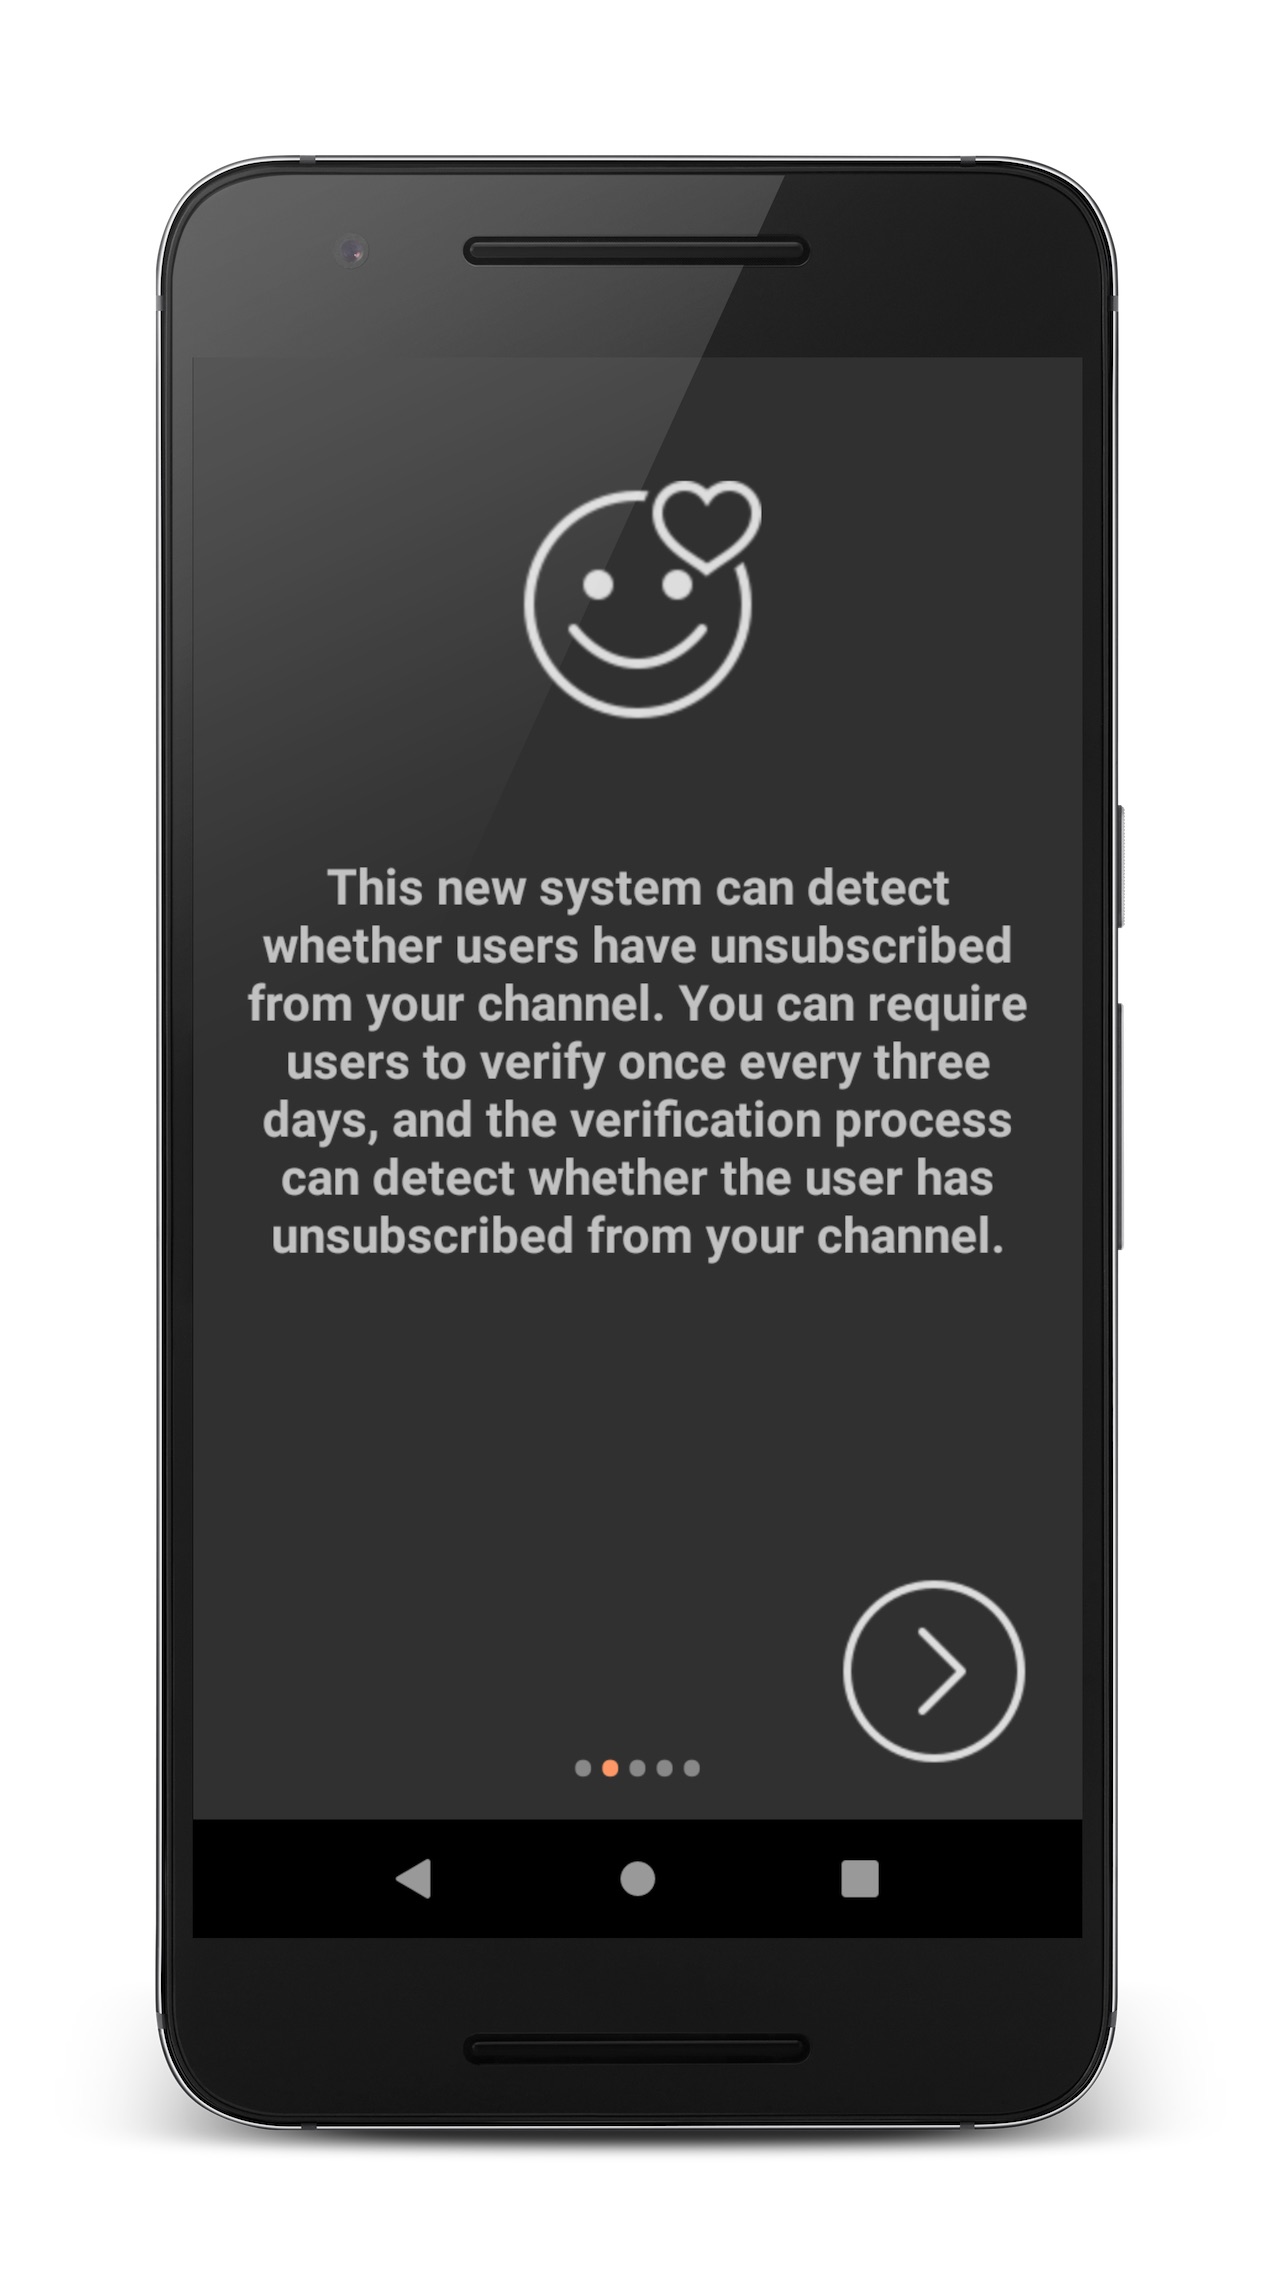 This new system can detect
whether users have unsubscribed
from your channel. You can require
users to verify once every three
days, and the verification process
can detect whether the user has
unsubscribed from your channel.